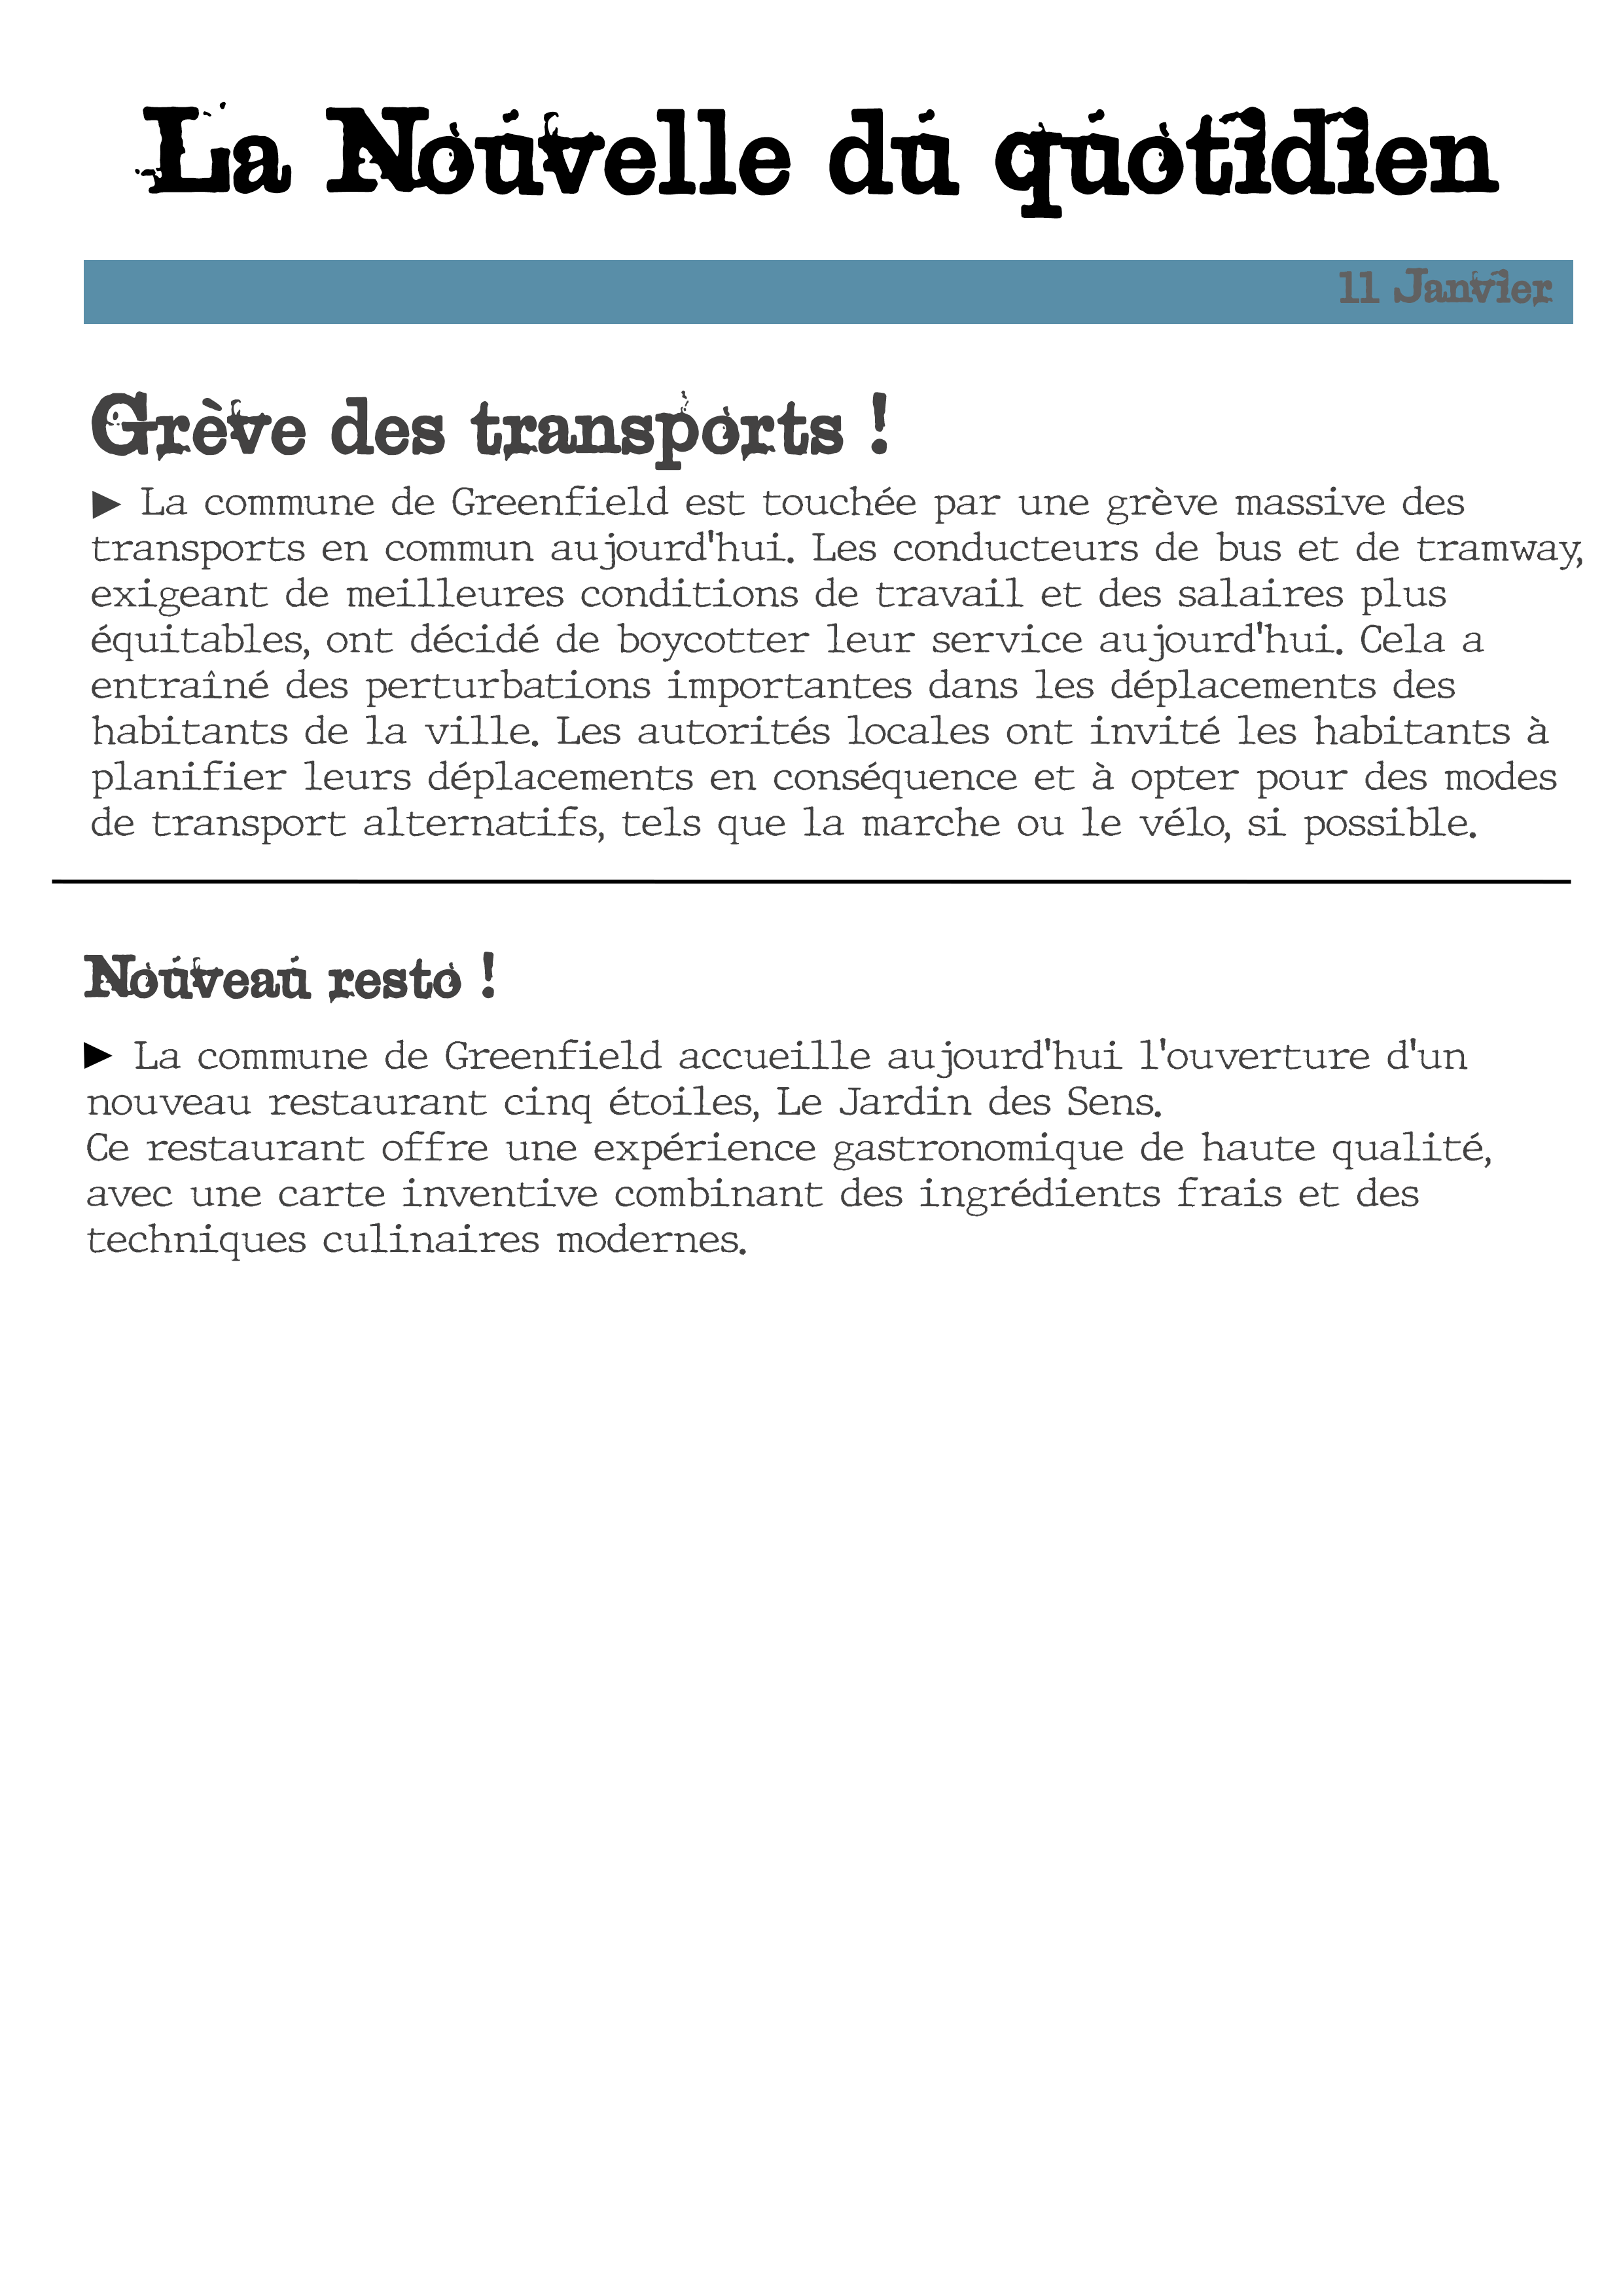 La Nouvelle du quotidien
11 Janvier
Grève des transports !
► La commune de Greenfield est touchée par une grève massive des
transports en commun aujourd'hui. Les conducteurs de bus et de tramway,
exigeant de meilleures conditions de travail et des salaires plus
équitables, ont décidé de boycotter leur service aujourd'hui. Cela a
entraîné des perturbations importantes dans les déplacements des
habitants de la ville. Les autorités locales ont invité les habitants à
planifier leurs déplacements en conséquence et à opter pour des modes
de transport alternatifs, tels que la marche ou le vélo, si possible.
Nouveau resto !
► La commune de Greenfield accueille aujourd'hui l'ouverture d'un
nouveau restaurant cinq étoiles, Le Jardin des Sens.
Ce restaurant offre une expérience gastronomique de haute qualité,
avec une carte inventive combinant des ingrédients frais et des
techniques culinaires modernes.